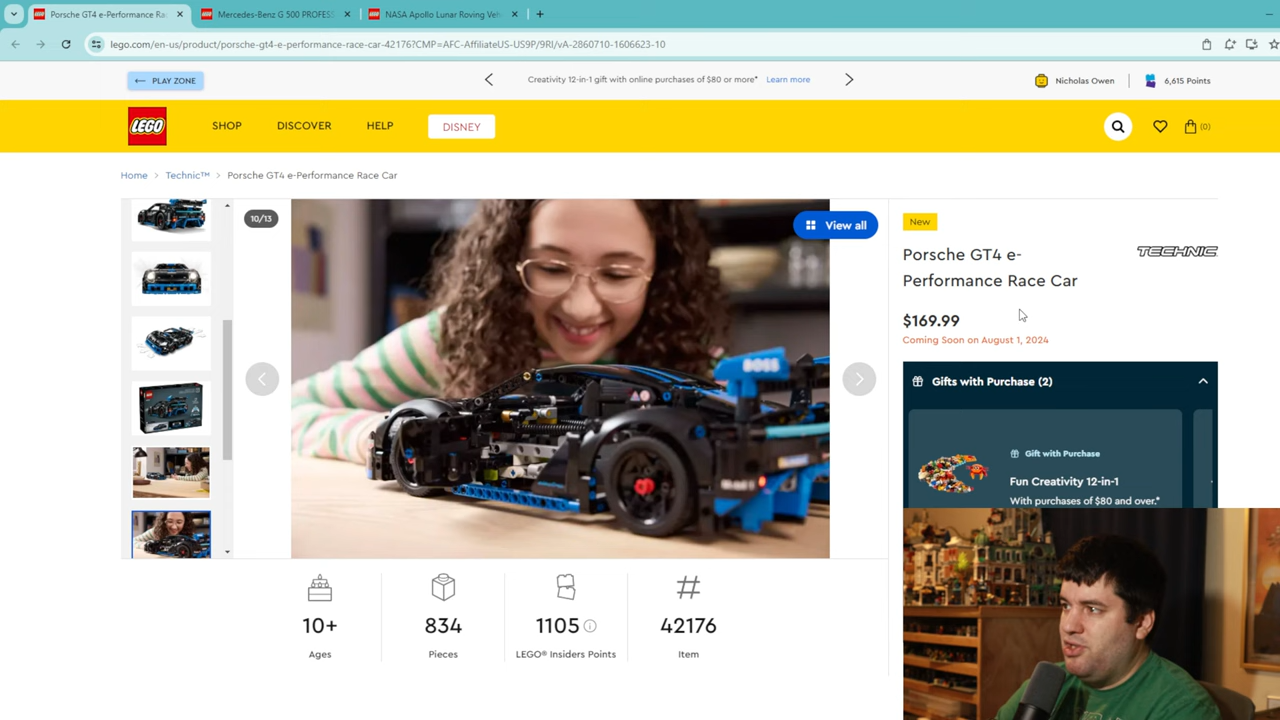 Porsche GT4 e-Performance Ra
Mercedes-Benz G 500 PROFESS
NASA Apollo Lunar Roving Veh
lego.com/en-us/product/porsche-gt4-e-performance-race-car-42176?CMP=AFC-AffiliateUS-US9P/9RI/vA-2860710-1606623-10
← PLAY ZONE
Creativity 12-in-1 gift with online purchases of $80 or more* Learn more
Nicholas Owen
6,615 Points
LEGO
SHOP
DISCOVER
HELP
DISNEY
(0)
Home > Technic™ > Porsche GT4 e-Performance Race Car
10/13
View all
BOSS
New
TECHNIC
Porsche GT4 e-
Performance Race Car
$169.99
Coming Soon on August 1, 2024
Gifts with Purchase (2)
Gift with Purchase
Fun Creativity 12-in-1
With purchases of $80 and over.*
10+
Ages
834
Pieces
1105
LEGO® Insiders Points
42176
Item